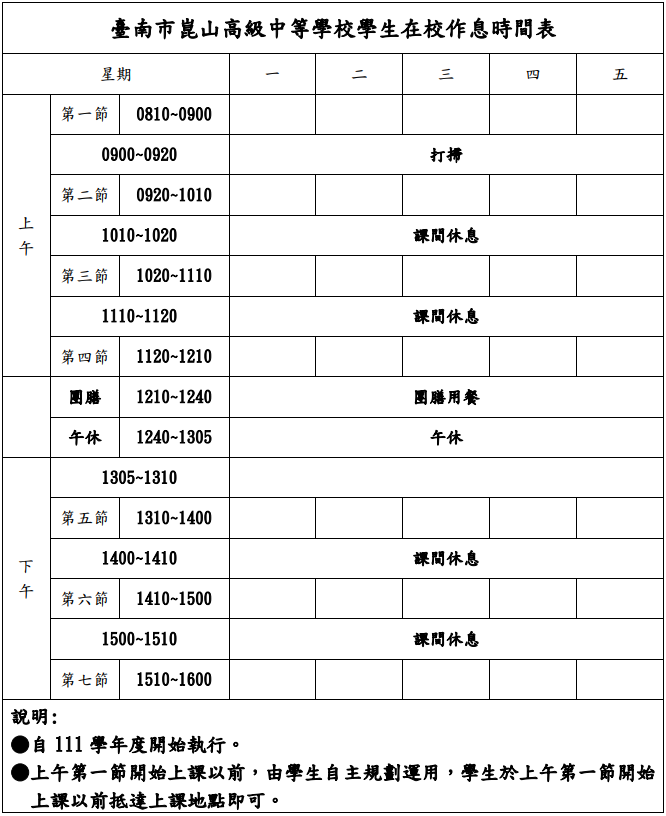 臺南市崑山高級中等學校學生在校作息時間表
星期 一 二 三 四 五
上午
第一節 0810~0900
0900~0920 打掃
第二節 0920~1010
1010~1020 課間休息
第三節 1020~1110
1110~1120 課間休息
第四節 1120~1210
團膳 1210~1240 團膳用餐
午休 1240~1305 午休
下午
1305~1310
第五節 1310~1400
1400~1410 課間休息
第六節 1410~1500
1500~1510 課間休息
第七節 1510~1600
說明:
●自 111 學年度開始執行。
●上午第一節開始上課以前，由學生自主規劃運用，學生於上午第一節開始
上課以前抵達上課地點即可。